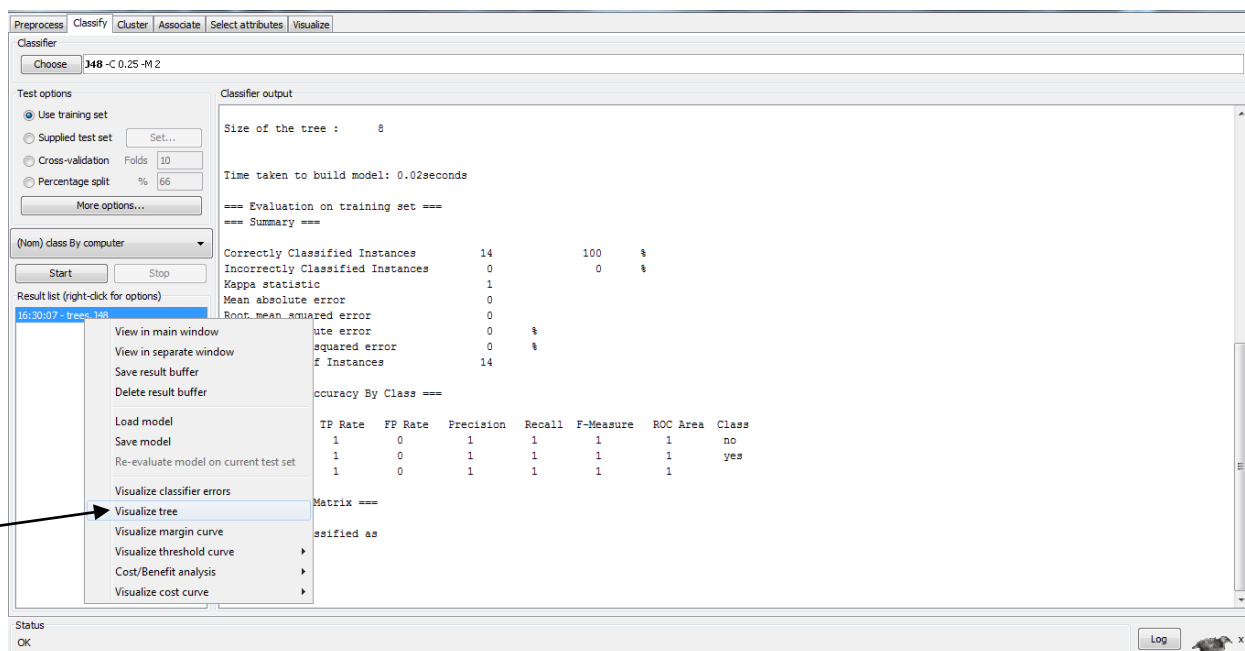 Preprocess Classify Cluster Associate Select attributes Visualize
Classifier
Choose J48 -C 0.25 -M 2
Test options
Use training set
Supplied test set Set...
Cross-validation Folds 10
Percentage split % 66
More options...
(Nom) class By computer
Start Stop
Result list (right-click for options)
16:30:07 - trees.J48
View in main window
View in separate window
Save result buffer
Delete result buffer
Load model
Save model
Re-evaluate model on current test set
Visualize classifier errors
Visualize tree
Visualize margin curve
Visualize threshold curve
Cost/Benefit analysis
Visualize cost curve
Classifier output
Size of the tree : 8
Time taken to build model: 0.02seconds
=== Evaluation on training set ===
=== Summary ===
Correctly Classified Instances 14 100 %
Incorrectly Classified Instances 0 0 %
Kappa statistic 1
Mean absolute error 0
Root mean squared error 0
ute error 0 %
squared error 0 %
f Instances 14
ccuracy By Class ===
TP Rate FP Rate Precision Recall F-Measure ROC Area Class
1 0 1 1 1 1 no
1 0 1 1 1 1 yes
1 0 1 1 1 1
Matrix ===
ssified as
Status
OK
Log x